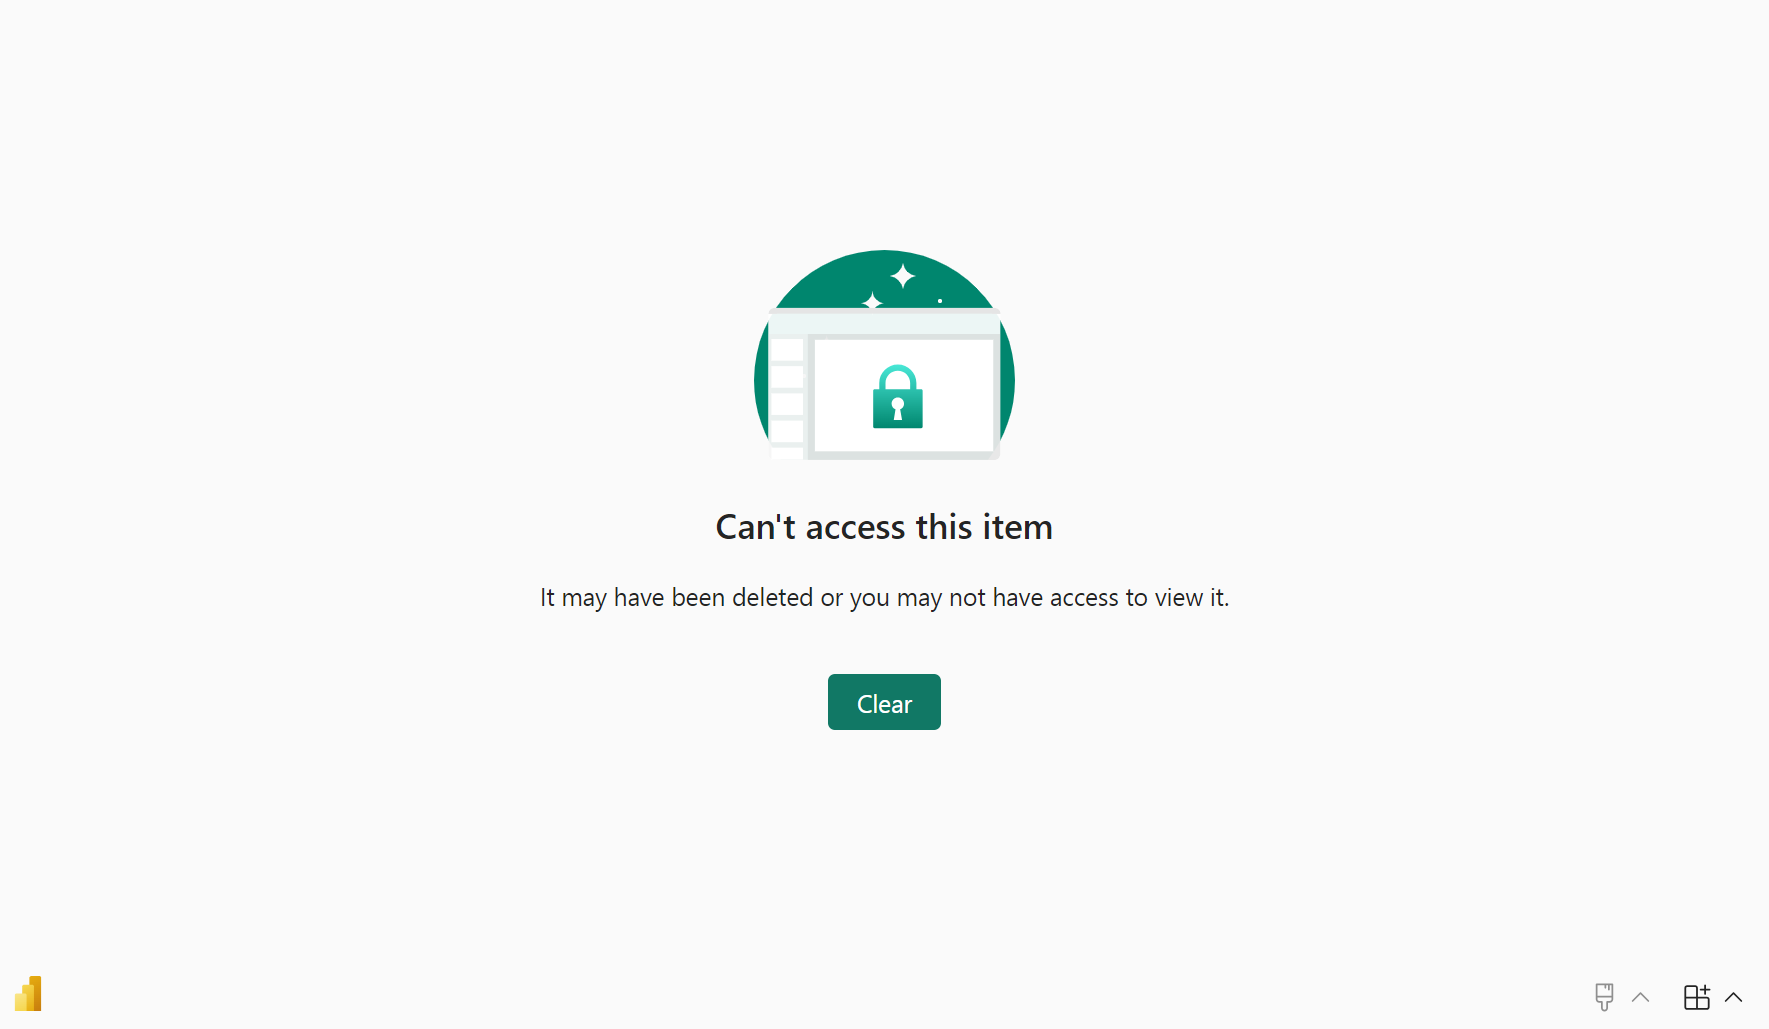 Can't access this item
It may have been deleted or you may not have access to view it.
Clear